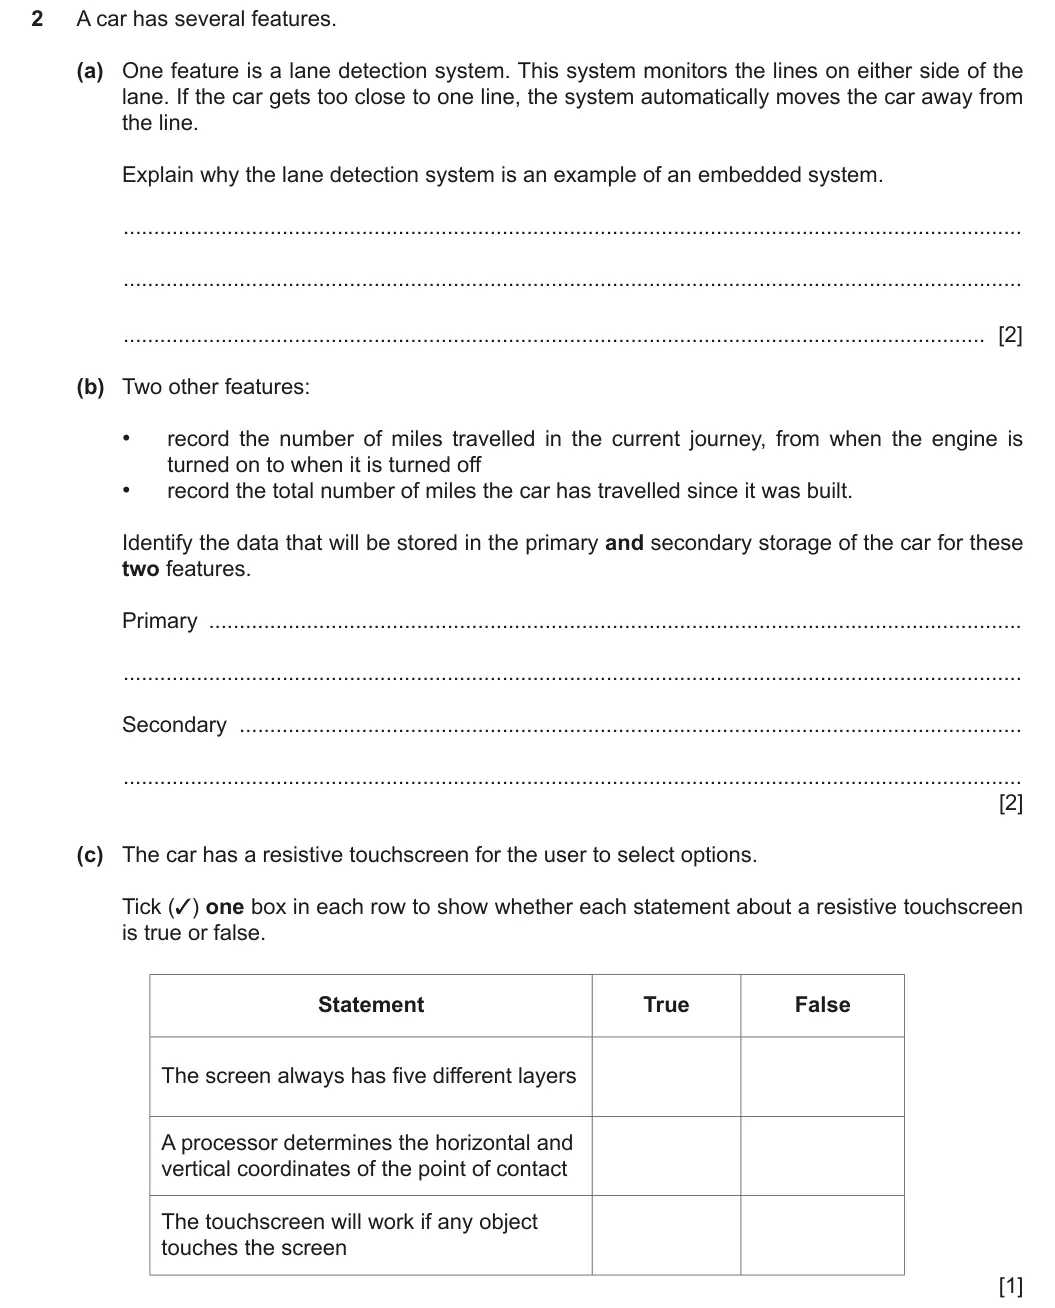 2 A car has several features.
(a) One feature is a lane detection system. This system monitors the lines on either side of the
lane. If the car gets too close to one line, the system automatically moves the car away from
the line.
Explain why the lane detection system is an example of an embedded system.
..........................................................................................................................................................
..........................................................................................................................................................
.................................................................................................................................................... [2]
(b) Two other features:
• record the number of miles travelled in the current journey, from when the engine is
turned on to when it is turned off
• record the total number of miles the car has travelled since it was built.
Identify the data that will be stored in the primary and secondary storage of the car for these
two features.
Primary ...........................................................................................................................................
..........................................................................................................................................................
Secondary ......................................................................................................................................
..........................................................................................................................................................
[2]
(c) The car has a resistive touchscreen for the user to select options.
Tick (✓) one box in each row to show whether each statement about a resistive touchscreen
is true or false.
Statement True False
The screen always has five different layers
A processor determines the horizontal and
vertical coordinates of the point of contact
The touchscreen will work if any object
touches the screen
[1]